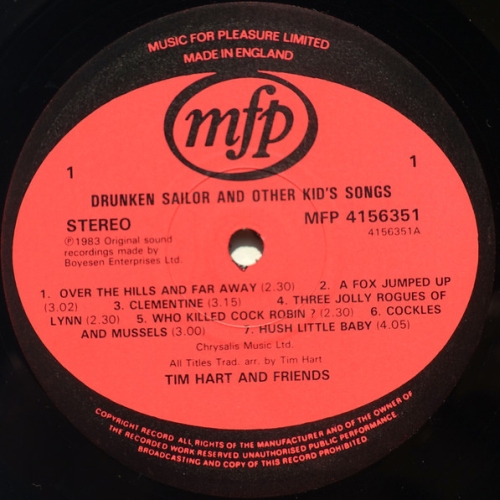 MUSIC FOR PLEASURE LIMITED
MADE IN ENGLAND
mfp
1
1
DRUNKEN SAILOR AND OTHER KID'S SONGS
STEREO
MFP 4156351
4156351A
℗1983 Original sound
recordings made by
Boyesen Enterprises Ltd.
1. OVER THE HILLS AND FAR AWAY (2.30) 2. A FOX JUMPED UP
(3.02) 3. CLEMENTINE (3.15) 4. THREE JOLLY ROGUES OF
LYNN (2.30) 5. WHO KILLED COCK ROBIN ? (2.30) 6. COCKLES
AND MUSSELS (3.00) 7. HUSH LITTLE BABY (4.05)
Chrysalis Music Ltd.
All Titles Trad. arr. by Tim Hart
TIM HART AND FRIENDS
COPYRIGHT RECORD ALL RIGHTS OF THE MANUFACTURER AND OF THE OWNER OF
THE RECORDED WORK RESERVED UNAUTHORISED PUBLIC PERFORMANCE
BROADCASTING AND COPY OF THIS RECORD PROHIBITED